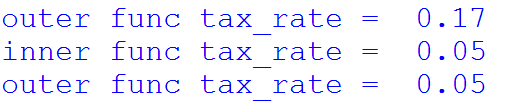 outer func tax_rate =  0.17
inner func tax_rate =  0.05
outer func tax_rate =  0.05